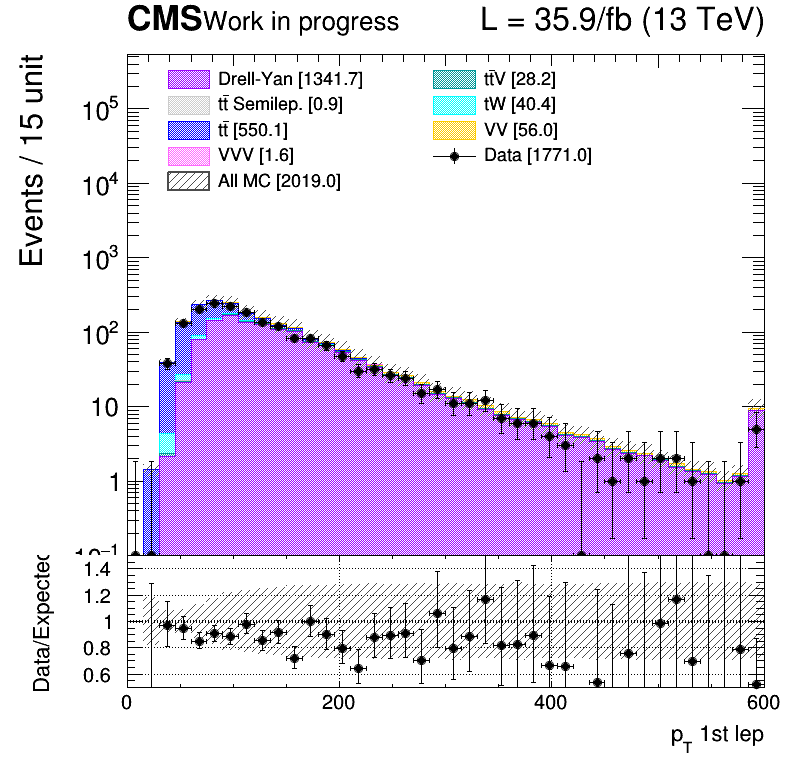 CMS Work in progress L = 35.9/fb (13 TeV)
Events / 15 unit
Drell-Yan [1341.7]
tt̄ Semilep. [0.9]
tt̄ [550.1]
VVV [1.6]
All MC [2019.0]
tt̄V [28.2]
tW [40.4]
VV [56.0]
Data [1771.0]
10⁵
10⁴
10³
10²
10
1
10⁻¹
Data/Expected
1.4
1.2
1
0.8
0.6
0 200 400 600
p_T 1st lep